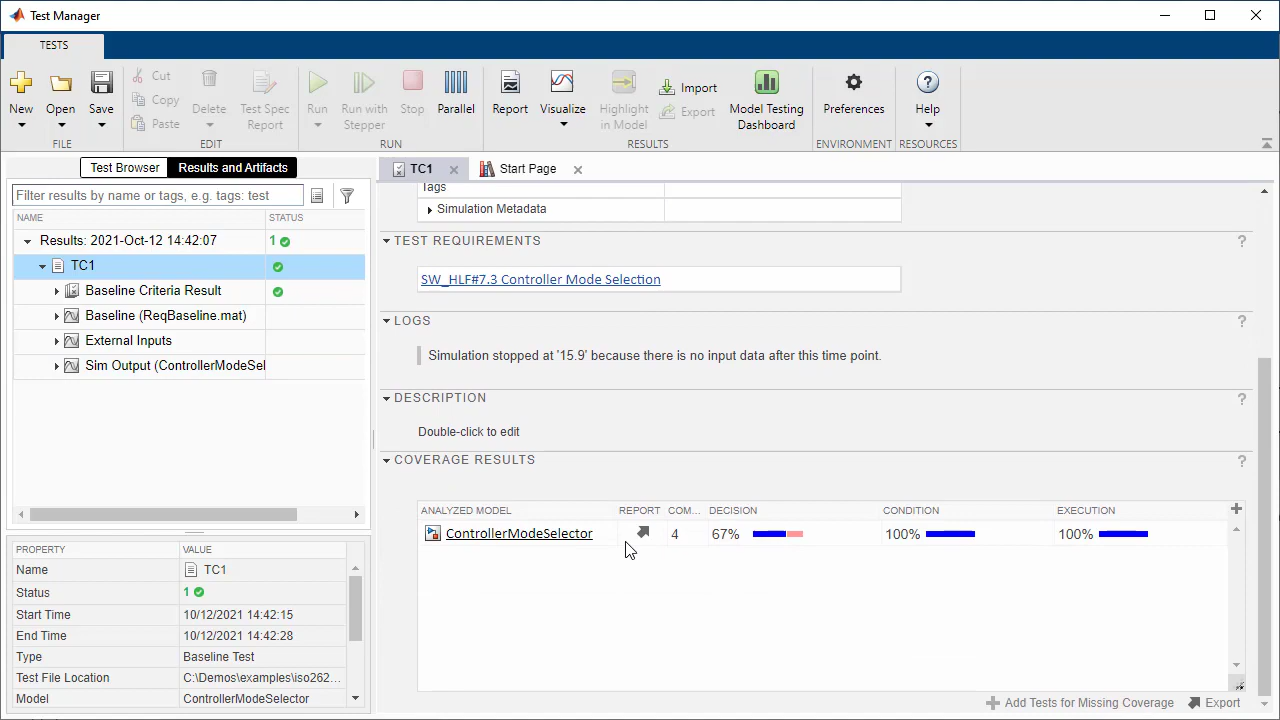 Test Manager
TESTS
New
Open
Save
FILE
Cut
Copy
Paste
Delete
Test Spec
Report
EDIT
Run
Run with
Stepper
Stop
Parallel
RUN
Report
Visualize
Highlight
in Model
Import
Export
Model Testing
Dashboard
RESULTS
Preferences
ENVIRONMENT
Help
RESOURCES
Test Browser
Results and Artifacts
Filter results by name or tags, e.g. tags: test
NAME STATUS
Results: 2021-Oct-12 14:42:07 1
TC1
Baseline Criteria Result
Baseline (ReqBaseline.mat)
External Inputs
Sim Output (ControllerModeSel
PROPERTY VALUE
Name TC1
Status 1
Start Time 10/12/2021 14:42:15
End Time 10/12/2021 14:42:28
Type Baseline Test
Test File Location C:\Demos\examples\iso262...
Model ControllerModeSelector
TC1
Start Page
Tags
Simulation Metadata
TEST REQUIREMENTS ?
SW_HLF#7.3 Controller Mode Selection
LOGS ?
Simulation stopped at '15.9' because there is no input data after this time point.
DESCRIPTION ?
Double-click to edit
COVERAGE RESULTS ?
ANALYZED MODEL REPORT COM... DECISION CONDITION EXECUTION
ControllerModeSelector 4 67% 100% 100%
Add Tests for Missing Coverage Export